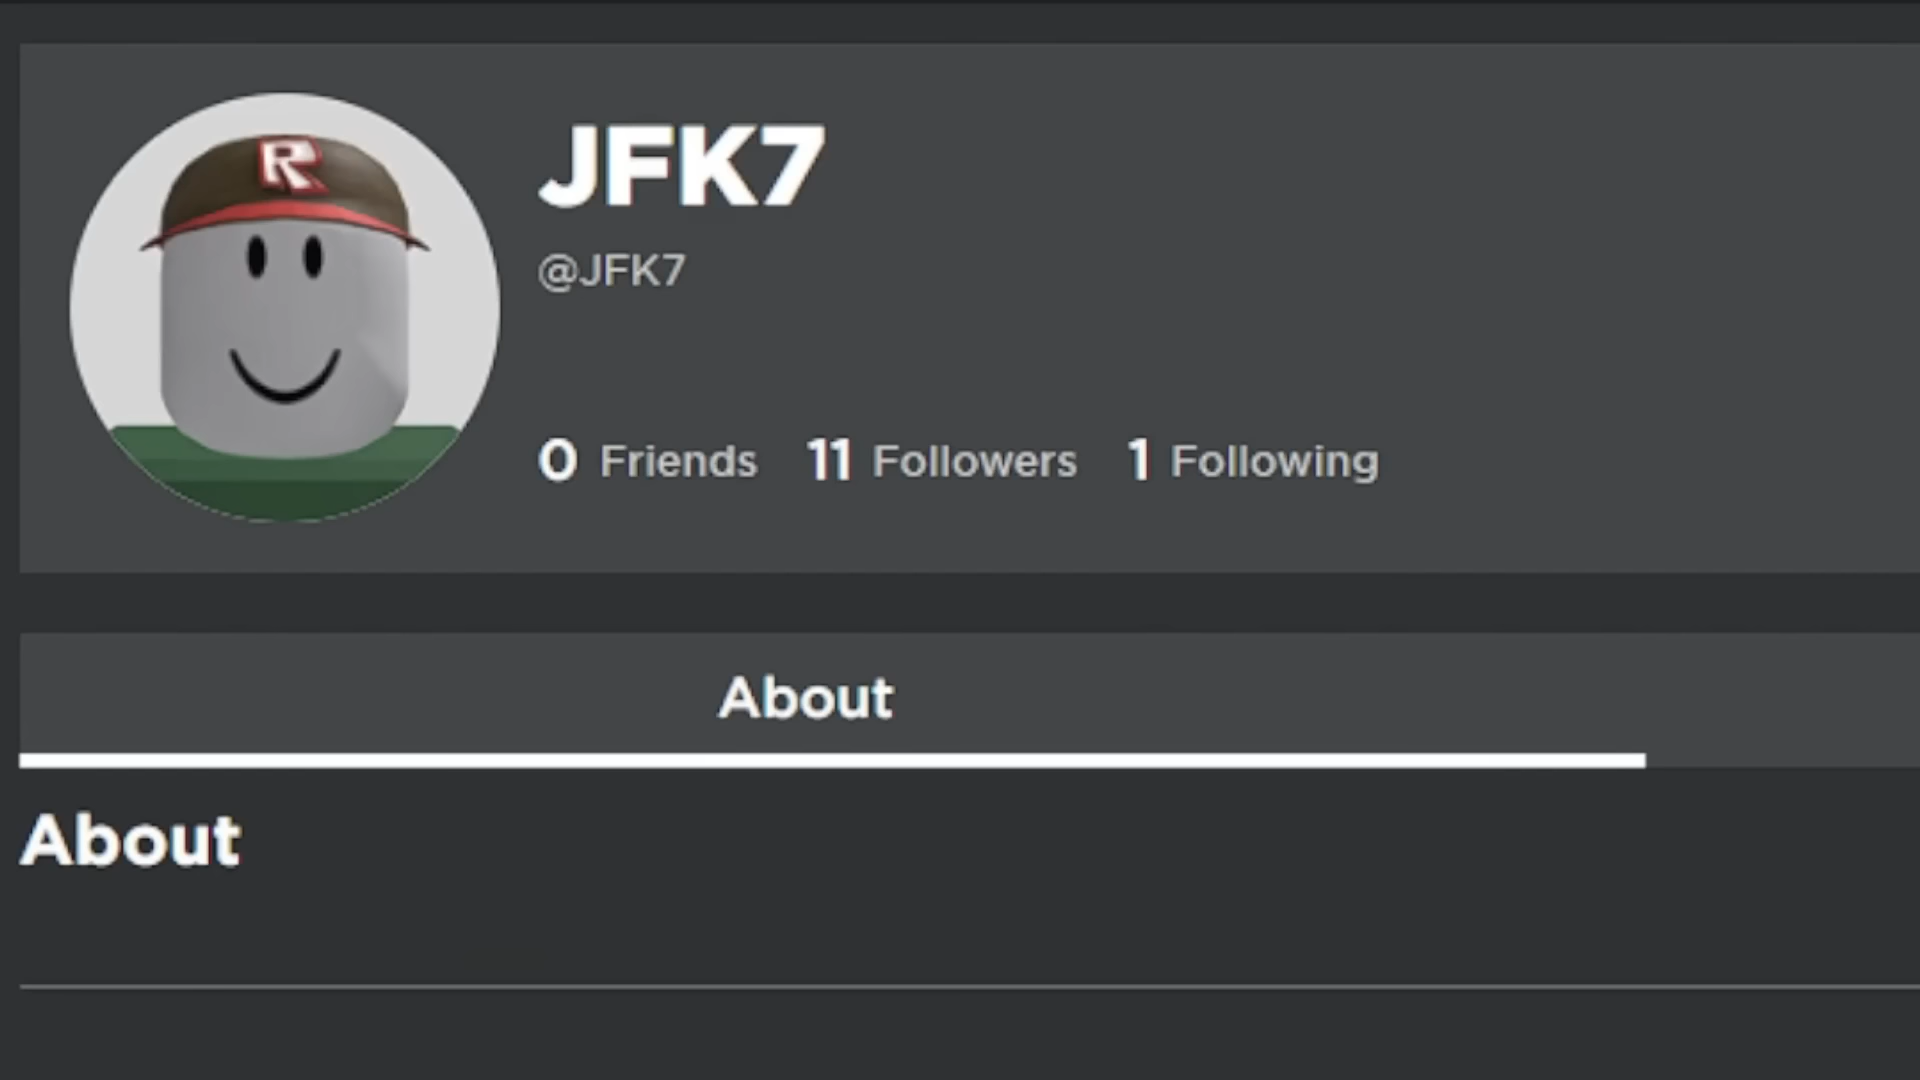 R
JFK7
@JFK7
0 Friends 11 Followers 1 Following
About
About